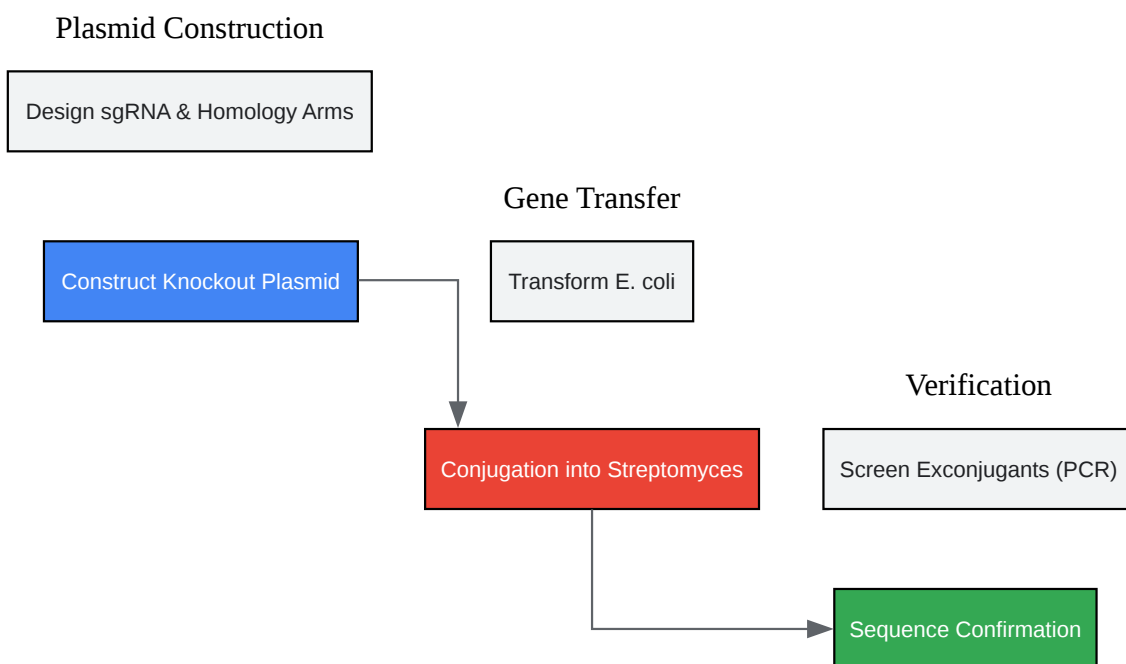 Plasmid Construction
Design sgRNA & Homology Arms
Gene Transfer
Construct Knockout Plasmid
Transform E. coli
Verification
Conjugation into Streptomyces
Screen Exconjugants (PCR)
Sequence Confirmation